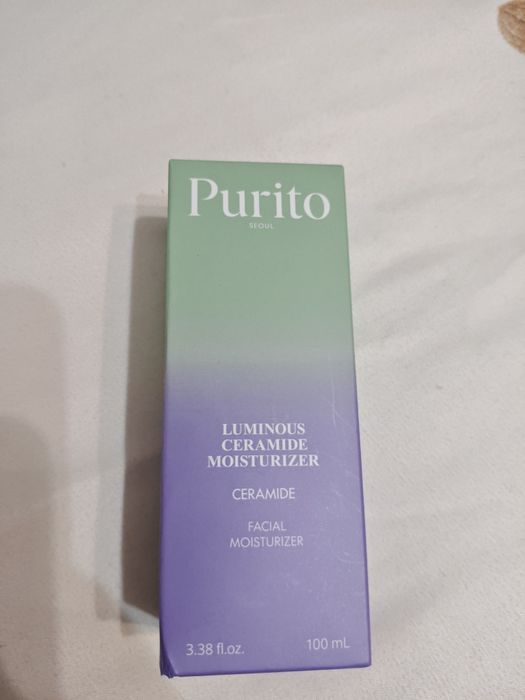 Purito
SEOUL
LUMINOUS
CERAMIDE
MOISTURIZER
CERAMIDE
FACIAL
MOISTURIZER
3.38 fl.oz. 100 mL